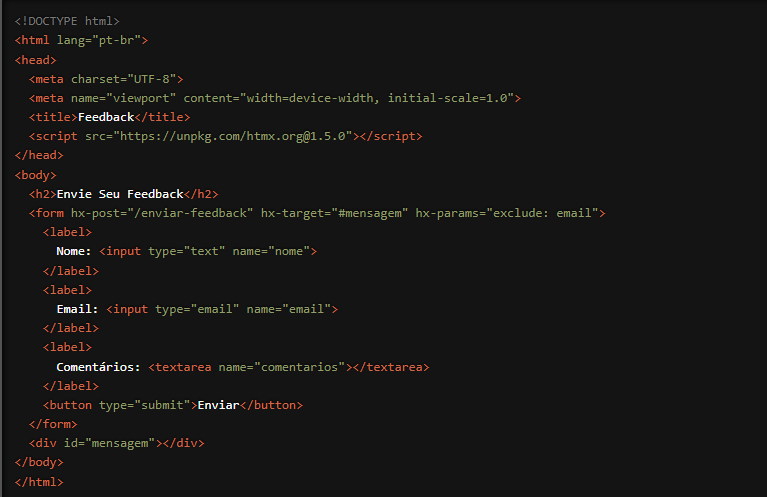 <!DOCTYPE html>
<html lang="pt-br">
<head>
  <meta charset="UTF-8">
  <meta name="viewport" content="width=device-width, initial-scale=1.0">
  <title>Feedback</title>
  <script src="https://unpkg.com/htmx.org@1.5.0"></script>
</head>
<body>
  <h2>Envie Seu Feedback</h2>
  <form hx-post="/enviar-feedback" hx-target="#mensagem" hx-params="exclude: email">
    <label>
      Nome: <input type="text" name="nome">
    </label>
    <label>
      Email: <input type="email" name="email">
    </label>
    <label>
      Comentários: <textarea name="comentarios"></textarea>
    </label>
    <button type="submit">Enviar</button>
  </form>
  <div id="mensagem"></div>
</body>
</html>